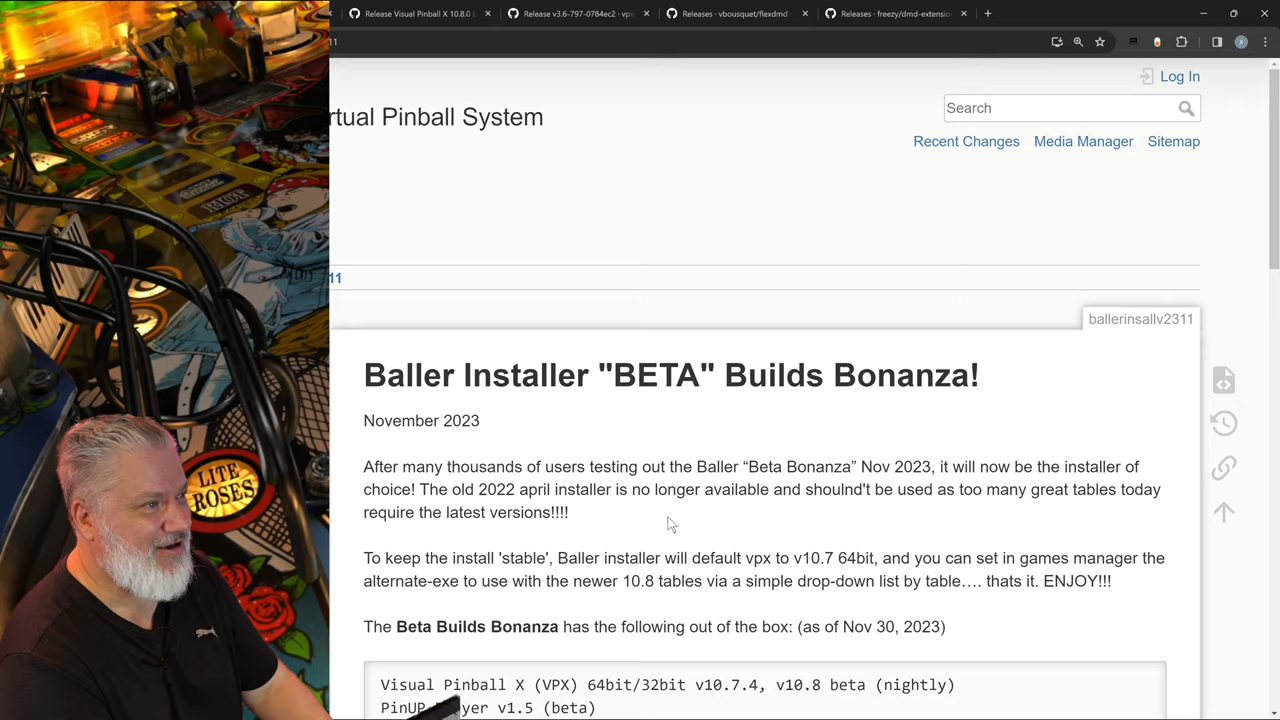 Release Visual Pinball X 10.8.0
Release v3.6-797-0784ec2 · vpi
Releases · vbousquet/flexdmd
Releases · freezy/dmd-extensio
11
Log In
rtual Pinball System
Search
Recent Changes Media Manager Sitemap
11
ballerinsallv2311
Baller Installer "BETA" Builds Bonanza!
November 2023
After many thousands of users testing out the Baller “Beta Bonanza” Nov 2023, it will now be the installer of
choice! The old 2022 april installer is no longer available and shoulnd't be used as too many great tables today
require the latest versions!!!!
To keep the install 'stable', Baller installer will default vpx to v10.7 64bit, and you can set in games manager the
alternate-exe to use with the newer 10.8 tables via a simple drop-down list by table…. thats it. ENJOY!!!
The Beta Builds Bonanza has the following out of the box: (as of Nov 30, 2023)
Visual Pinball X (VPX) 64bit/32bit v10.7.4, v10.8 beta (nightly)
PinUP yer v1.5 (beta)
RIOT
LITE
ROSES